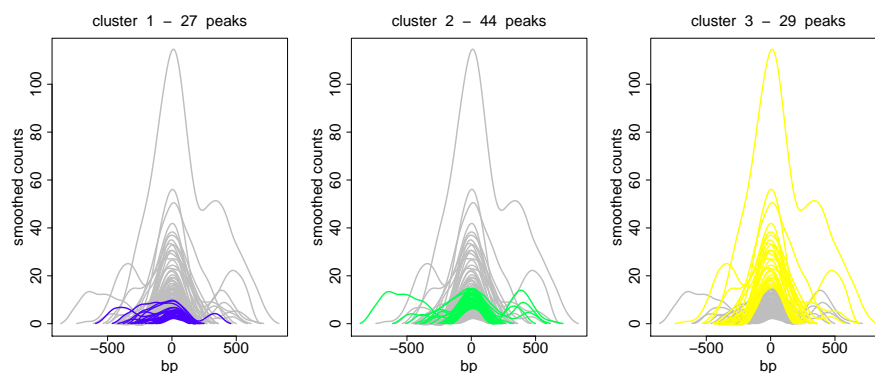 cluster 1 − 27 peaks
smoothed counts
0 20 40 60 80 100
−500 0 500
bp
cluster 2 − 44 peaks
smoothed counts
0 20 40 60 80 100
−500 0 500
bp
cluster 3 − 29 peaks
smoothed counts
0 20 40 60 80 100
−500 0 500
bp